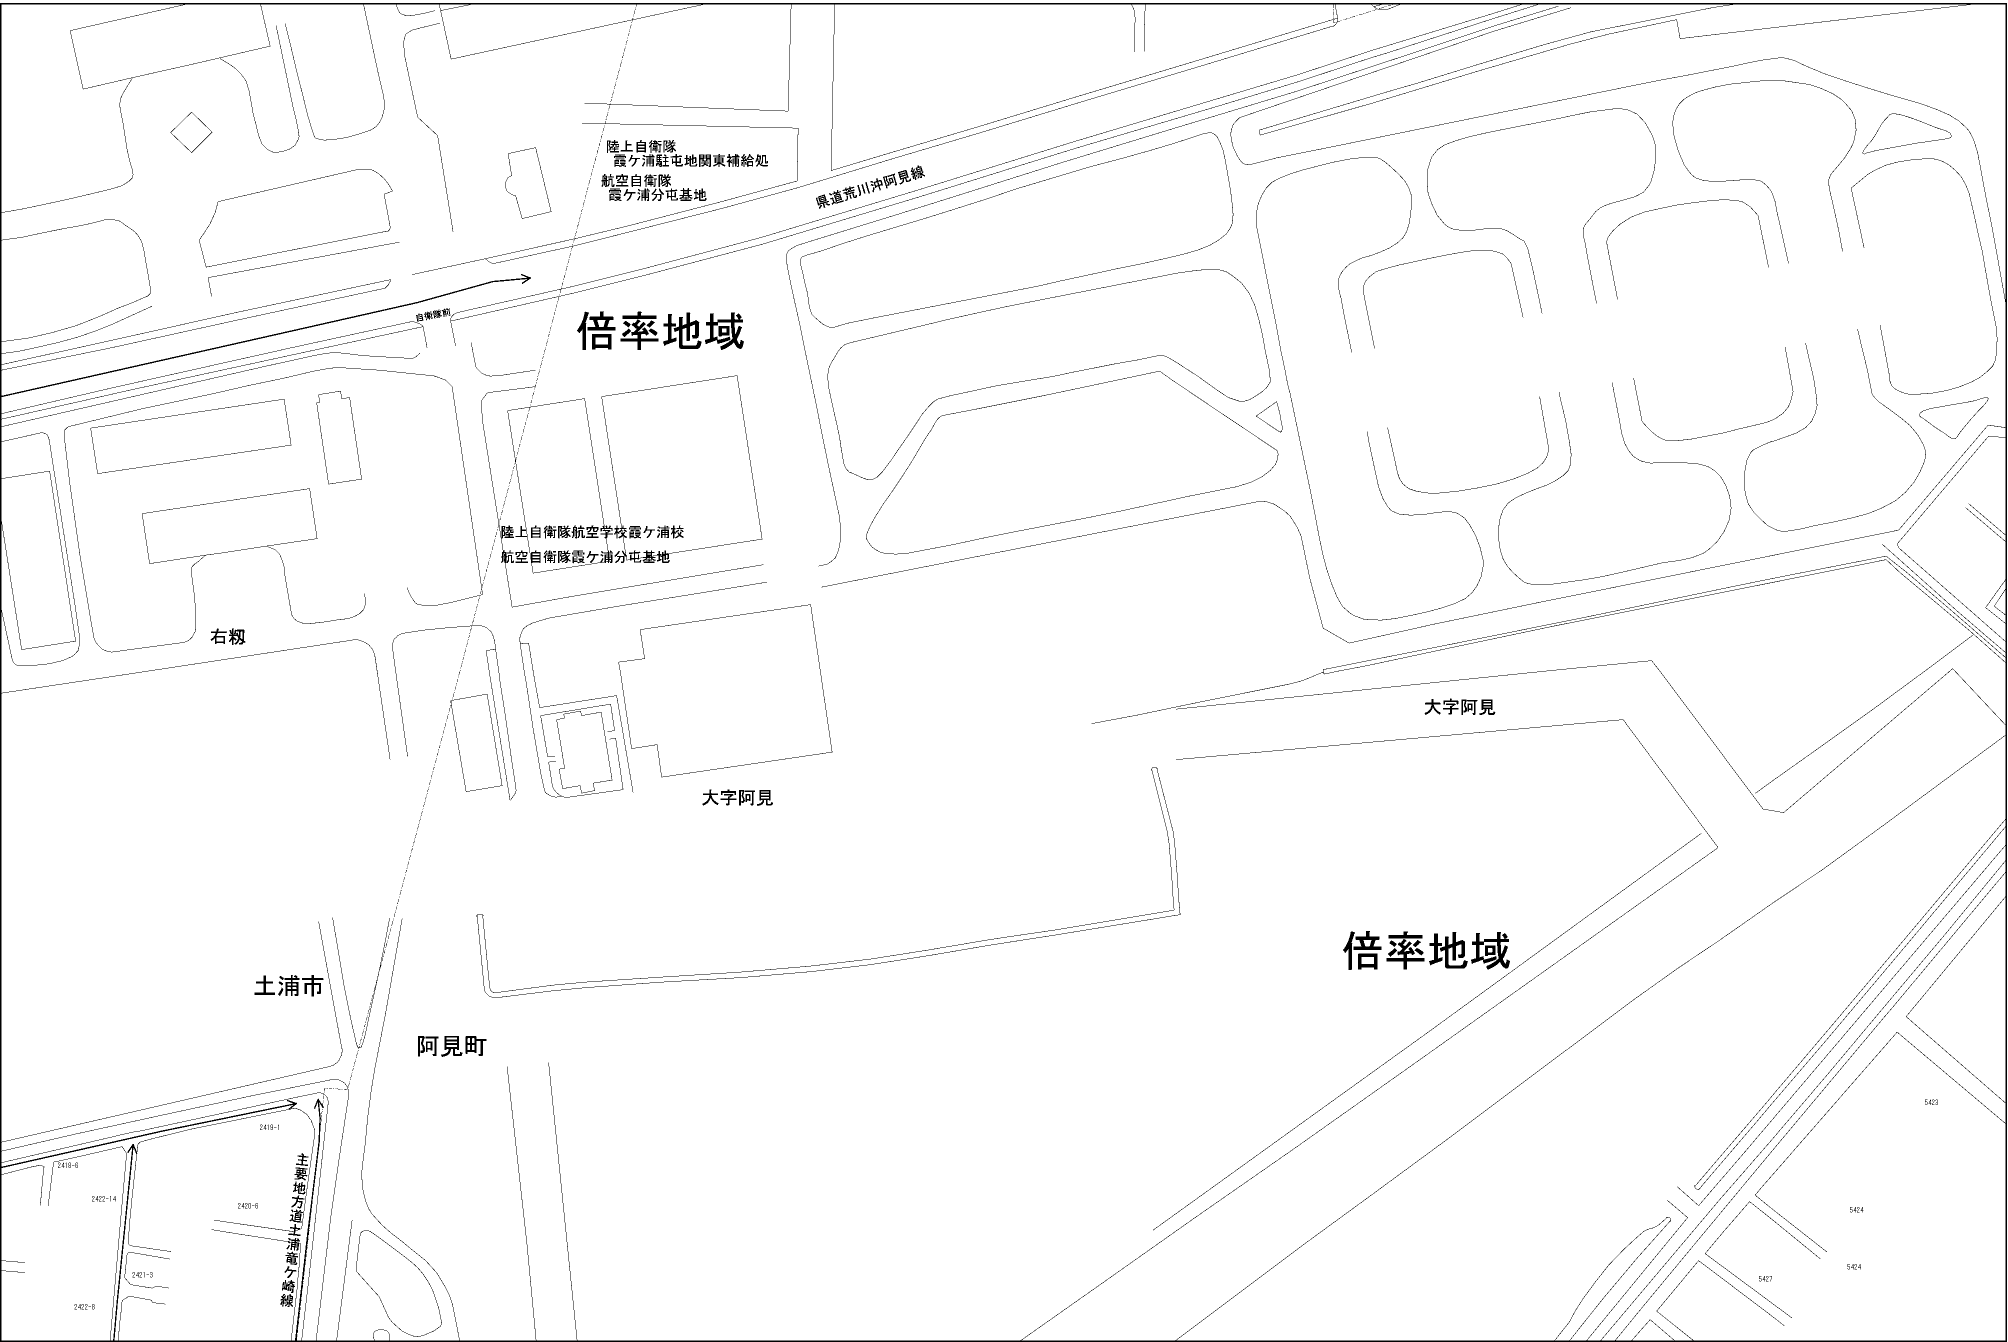 陸上自衛隊
霞ケ浦駐屯地関東補給処
航空自衛隊
霞ケ浦分屯基地
県道荒川沖阿見線
自衛隊前
倍率地域
陸上自衛隊航空学校霞ケ浦校
航空自衛隊霞ケ浦分屯基地
右籾
大字阿見
大字阿見
倍率地域
土浦市
阿見町
5423
2419-1
2418-6
主要地方道土浦竜ケ崎線
2422-14
2420-6
5424
5424
2421-3
5427
2422-8